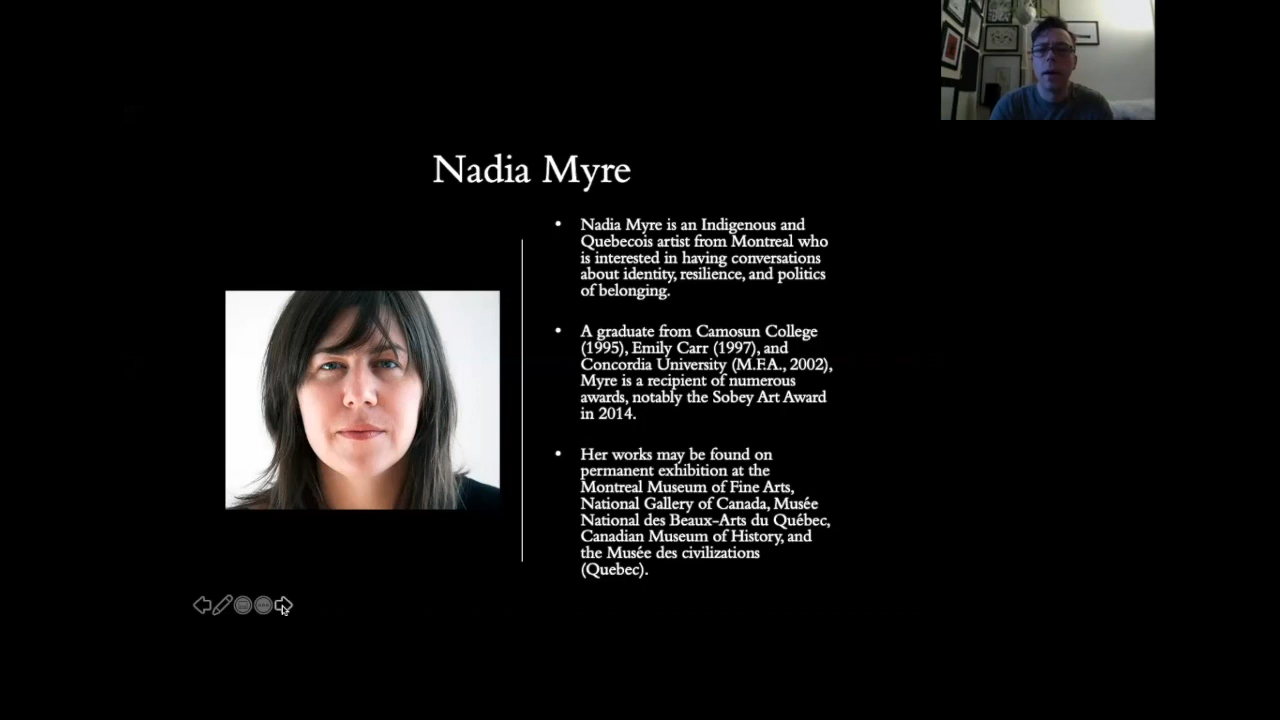 Nadia Myre
• Nadia Myre is an Indigenous and
Quebecois artist from Montreal who
is interested in having conversations
about identity, resilience, and politics
of belonging.
• A graduate from Camosun College
(1995), Emily Carr (1997), and
Concordia University (M.F.A., 2002),
Myre is a recipient of numerous
awards, notably the Sobey Art Award
in 2014.
• Her works may be found on
permanent exhibition at the
Montreal Museum of Fine Arts,
National Gallery of Canada, Musée
National des Beaux-Arts du Québec,
Canadian Museum of History, and
the Musée des civilizations
(Quebec).